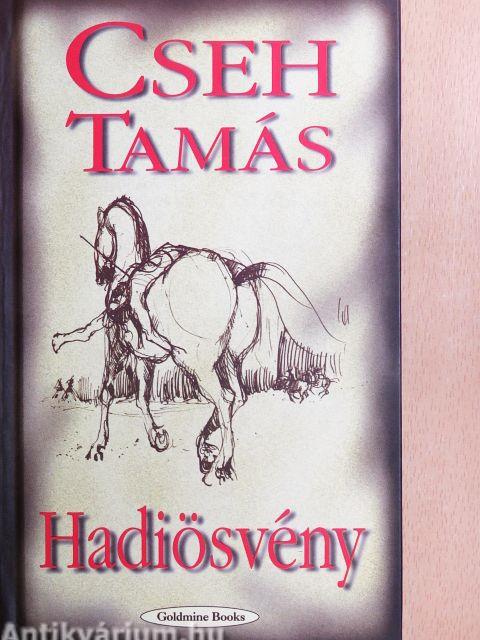 CSEH
TAMÁS
Hadiösvény
Goldmine Books
Antikvárium.hu